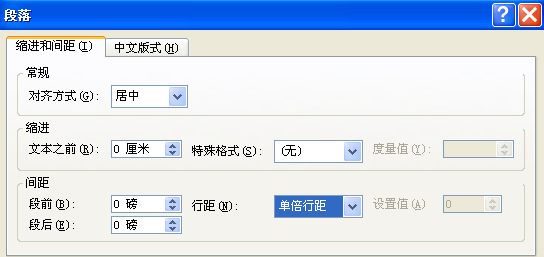 段落
缩进和间距(I) 中文版式(H)
常规
对齐方式(G): 居中
缩进
文本之前(R): 0 厘米 特殊格式(S): (无) 度量值(Y):
间距
段前(B): 0 磅 行距(N): 单倍行距 设置值(A) 0
段后(E): 0 磅